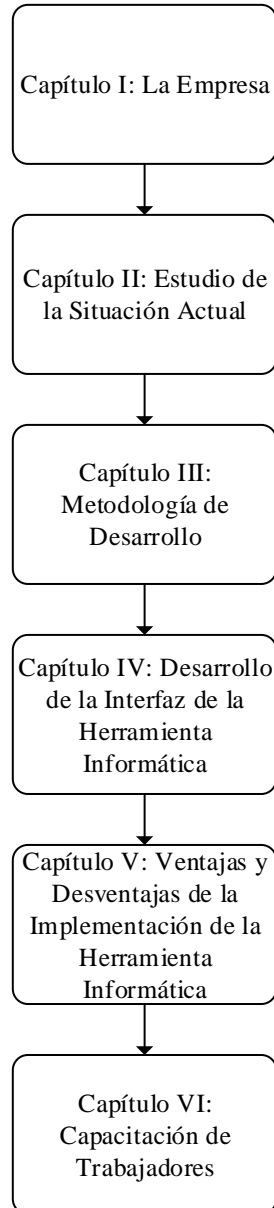 Capítulo I: La Empresa
Capítulo II: Estudio de
la Situación Actual
Capítulo III:
Metodología de
Desarrollo
Capítulo IV: Desarrollo
de la Interfaz de la
Herramienta
Informática
Capítulo V: Ventajas y
Desventajas de la
Implementación de la
Herramienta
Informática
Capítulo VI:
Capacitación de
Trabajadores